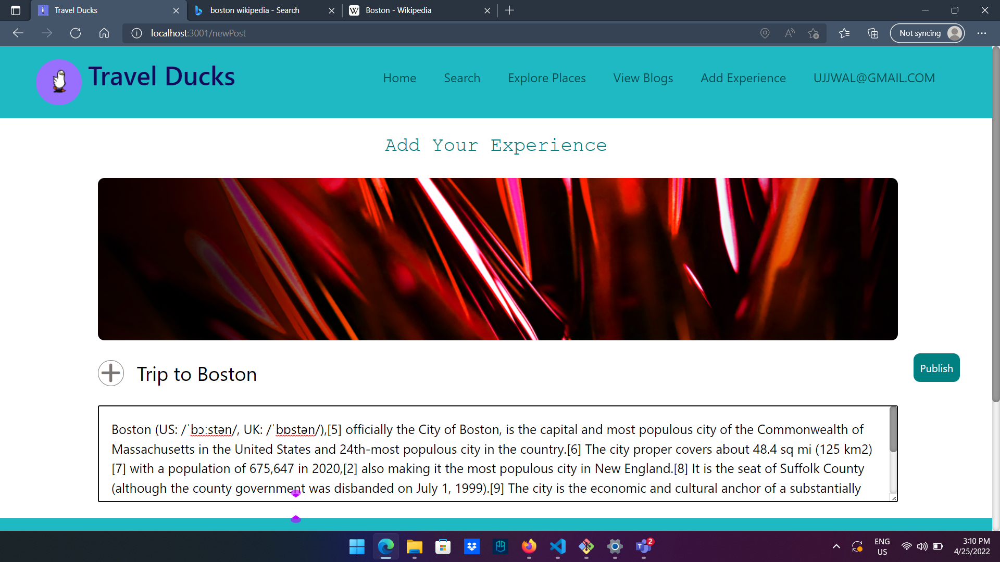 Travel Ducks
boston wikipedia - Search
W
Boston - Wikipedia
localhost:3001/newPost
Not syncing
Travel Ducks
Home
Search
Explore Places
View Blogs
Add Experience
UJJWAL@GMAIL.COM
Add Your Experience
Trip to Boston
Publish
Boston (US: /ˈbɔːstən/, UK: /ˈbɒstən/),[5] officially the City of Boston, is the capital and most populous city of the Commonwealth of
Massachusetts in the United States and 24th-most populous city in the country.[6] The city proper covers about 48.4 sq mi (125 km2)
[7] with a population of 675,647 in 2020,[2] also making it the most populous city in New England.[8] It is the seat of Suffolk County
(although the county government was disbanded on July 1, 1999).[9] The city is the economic and cultural anchor of a substantially
2
ENG
US
3:10 PM
4/25/2022